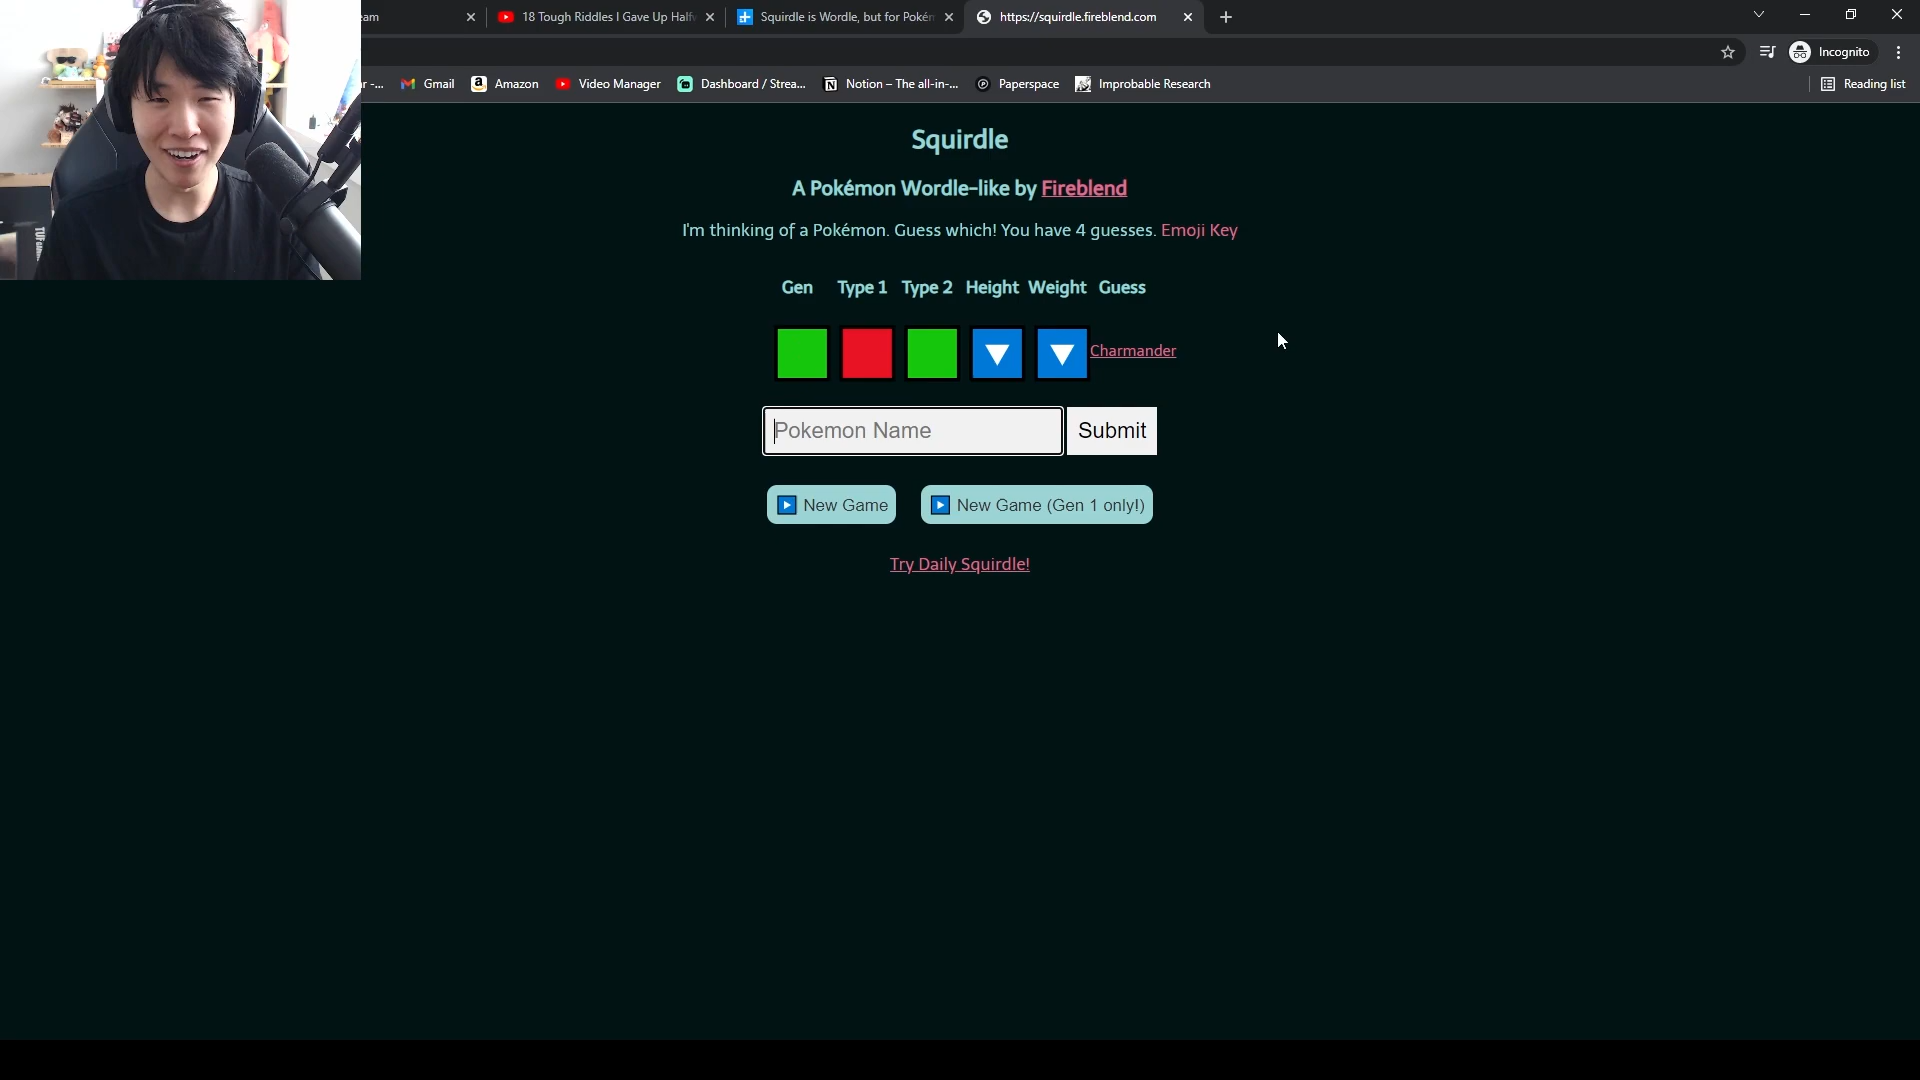 eam
18 Tough Riddles I Gave Up Half
Squirdle is Wordle, but for Pokém
https://squirdle.fireblend.com
Incognito
r -...
Gmail
Amazon
Video Manager
Dashboard / Strea...
Notion – The all-in-...
Paperspace
Improbable Research
Reading list
Squirdle
A Pokémon Wordle-like by Fireblend
I'm thinking of a Pokémon. Guess which! You have 4 guesses. Emoji Key
Gen Type 1 Type 2 Height Weight Guess
Charmander
Pokemon Name Submit
New Game New Game (Gen 1 only!)
Try Daily Squirdle!
TUF